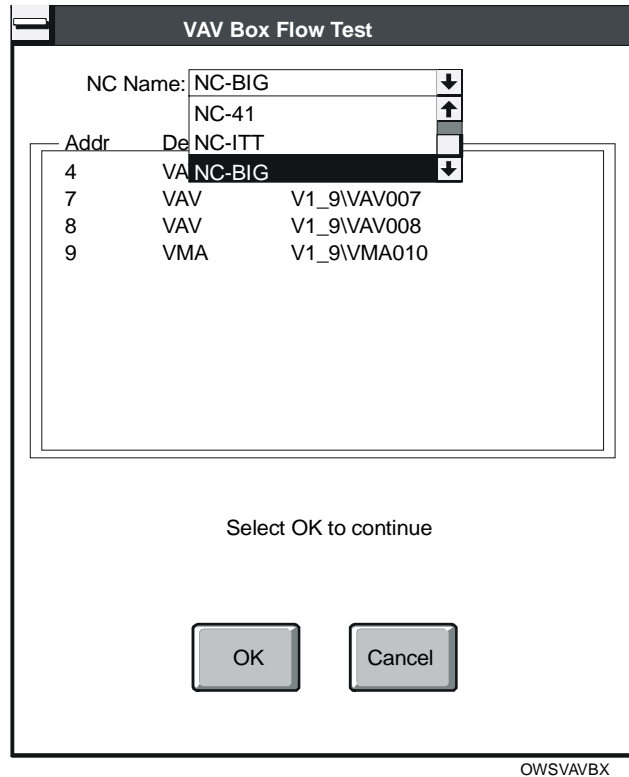 VAV Box Flow Test
NC Name: NC-BIG
NC-41
NC-ITT
NC-BIG
Addr De
4 VA
7 VAV V1_9\VAV007
8 VAV V1_9\VAV008
9 VMA V1_9\VMA010
Select OK to continue
OK Cancel
OWSVAVBX